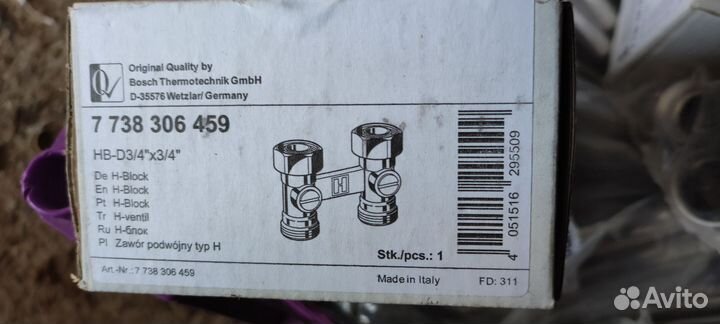 Original Quality by
Bosch Thermotechnik GmbH
D-35576 Wetzlar/ Germany
QV
7 738 306 459
HB-D3/4"x3/4"
De H-Block
En H-Block
Pt H-Block
Tr H-ventil
Ru H-блок
Pl Zawór podwójny typ H
H
Stk./pcs.: 1
4 051516 295509
Art.-Nr.: 7 738 306 459
Made in Italy
FD: 311
Avito